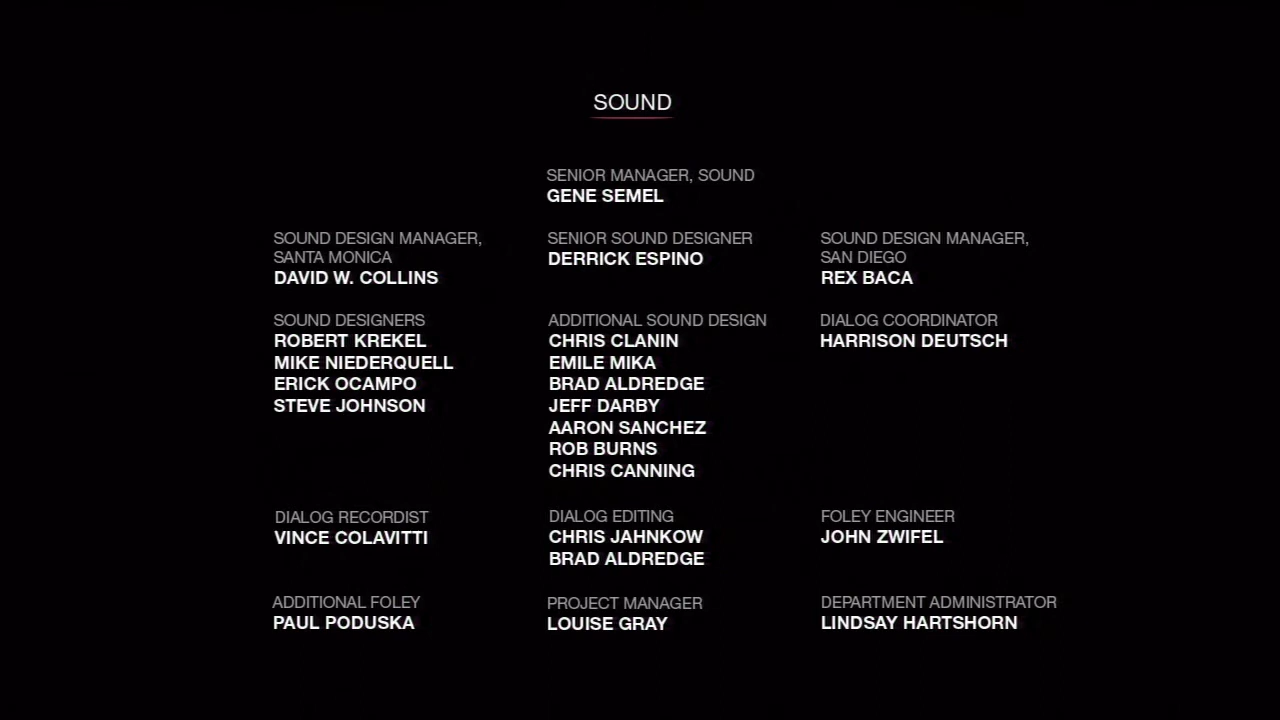 SOUND
SENIOR MANAGER, SOUND
GENE SEMEL
SOUND DESIGN MANAGER,
SANTA MONICA
DAVID W. COLLINS
SENIOR SOUND DESIGNER
DERRICK ESPINO
SOUND DESIGN MANAGER,
SAN DIEGO
REX BACA
SOUND DESIGNERS
ROBERT KREKEL
MIKE NIEDERQUELL
ERICK OCAMPO
STEVE JOHNSON
ADDITIONAL SOUND DESIGN
CHRIS CLANIN
EMILE MIKA
BRAD ALDREDGE
JEFF DARBY
AARON SANCHEZ
ROB BURNS
CHRIS CANNING
DIALOG COORDINATOR
HARRISON DEUTSCH
DIALOG RECORDIST
VINCE COLAVITTI
DIALOG EDITING
CHRIS JAHNKOW
BRAD ALDREDGE
FOLEY ENGINEER
JOHN ZWIFEL
ADDITIONAL FOLEY
PAUL PODUSKA
PROJECT MANAGER
LOUISE GRAY
DEPARTMENT ADMINISTRATOR
LINDSAY HARTSHORN